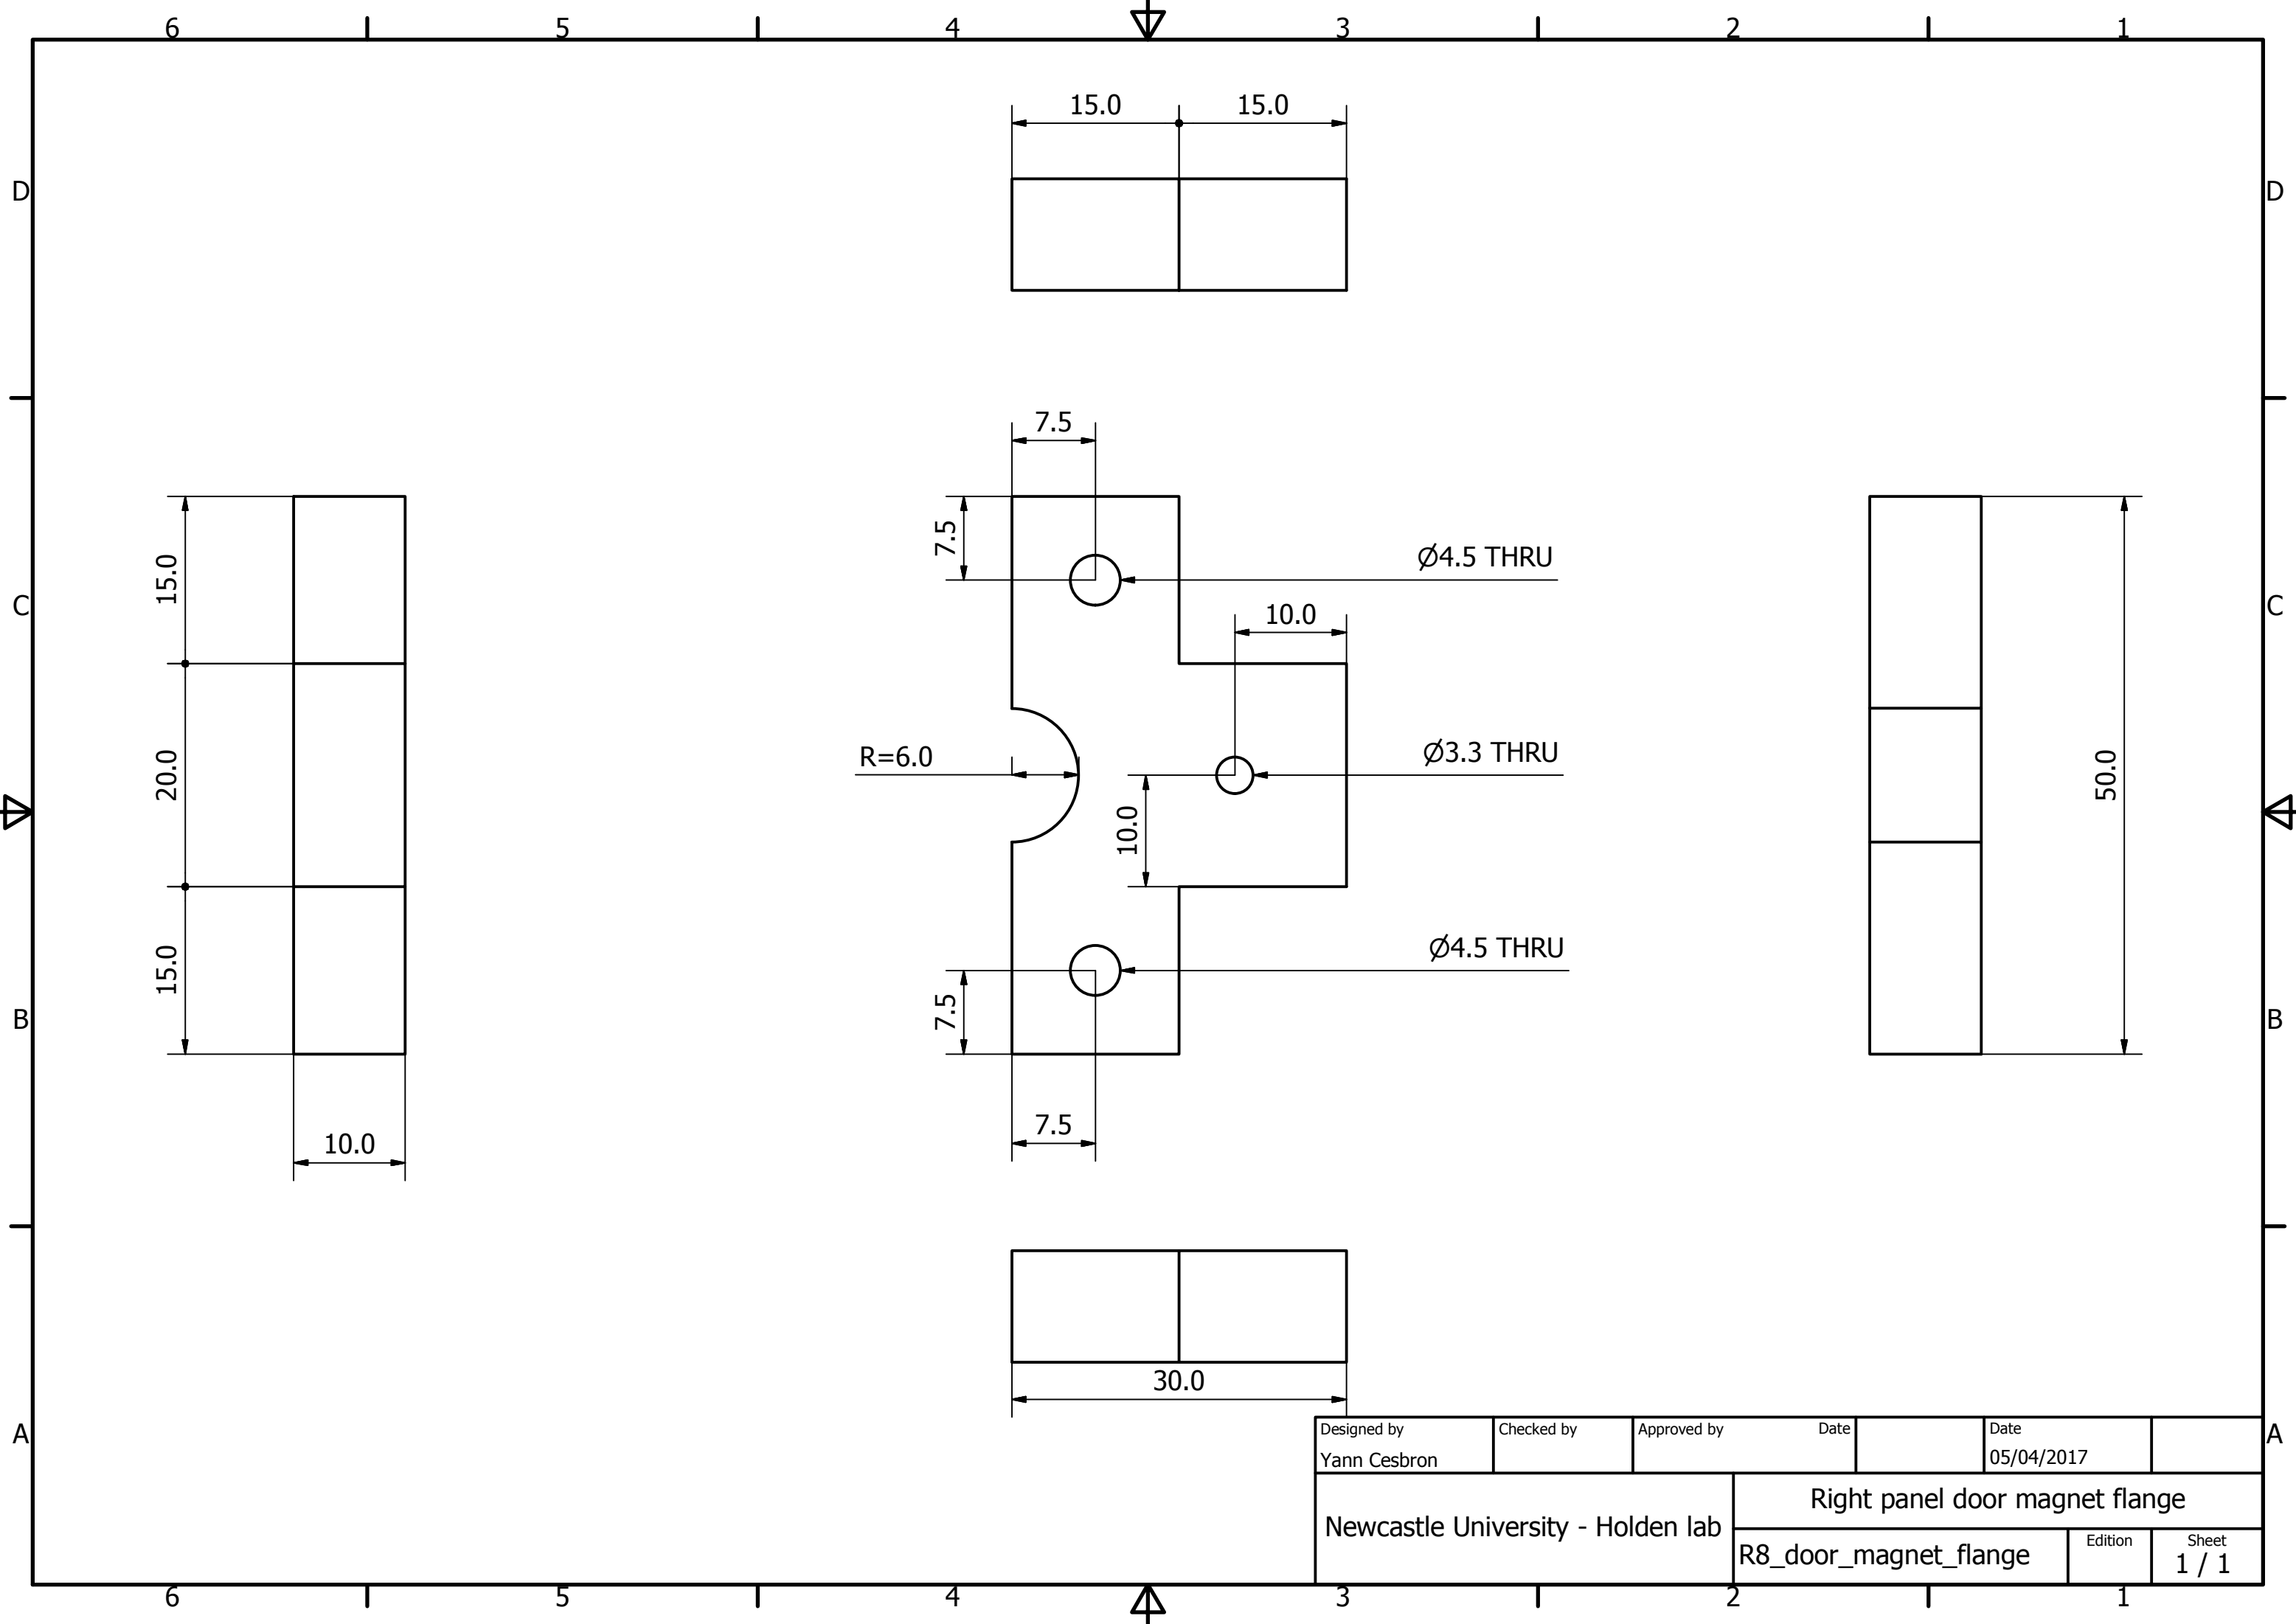 6 5 4 3 2 1
15.0 15.0
D D
7.5
7.5
Ø4.5 THRU
15.0
C C
10.0
R=6.0
Ø3.3 THRU
20.0
50.0
10.0
Ø4.5 THRU
15.0
7.5
B B
7.5
10.0
30.0
A A
Designed by Checked by Approved by Date Date
Yann Cesbron 05/04/2017
Right panel door magnet flange
Newcastle University - Holden lab
R8_door_magnet_flange
Edition Sheet
1 / 1
6 5 4 3 2 1